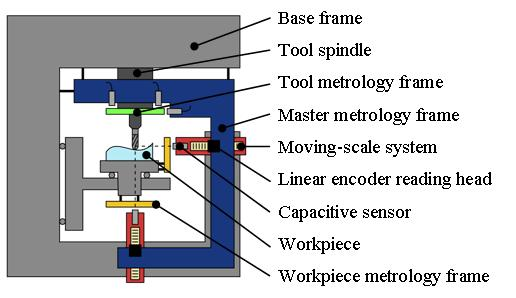 Base frame
Tool spindle
Tool metrology frame
Master metrology frame
Moving-scale system
Linear encoder reading head
Capacitive sensor
Workpiece
Workpiece metrology frame